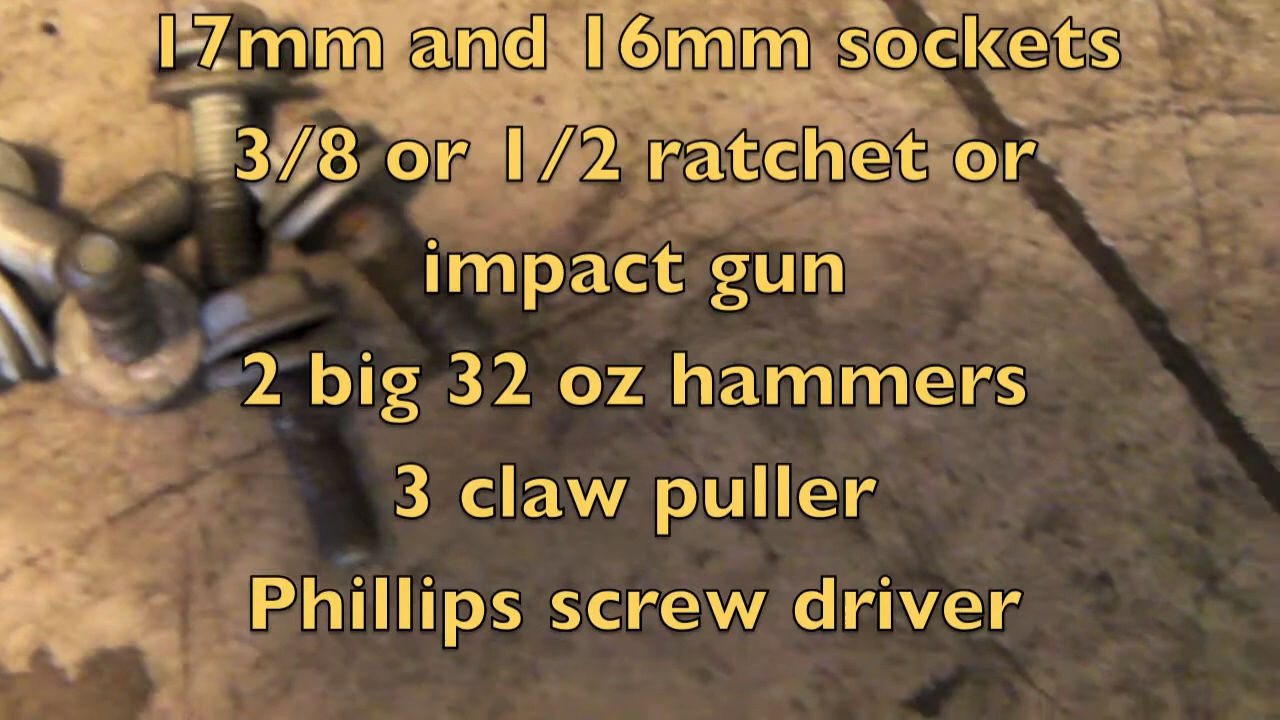 17mm and 16mm sockets
3/8 or 1/2 ratchet or
impact gun
2 big 32 oz hammers
3 claw puller
Phillips screw driver